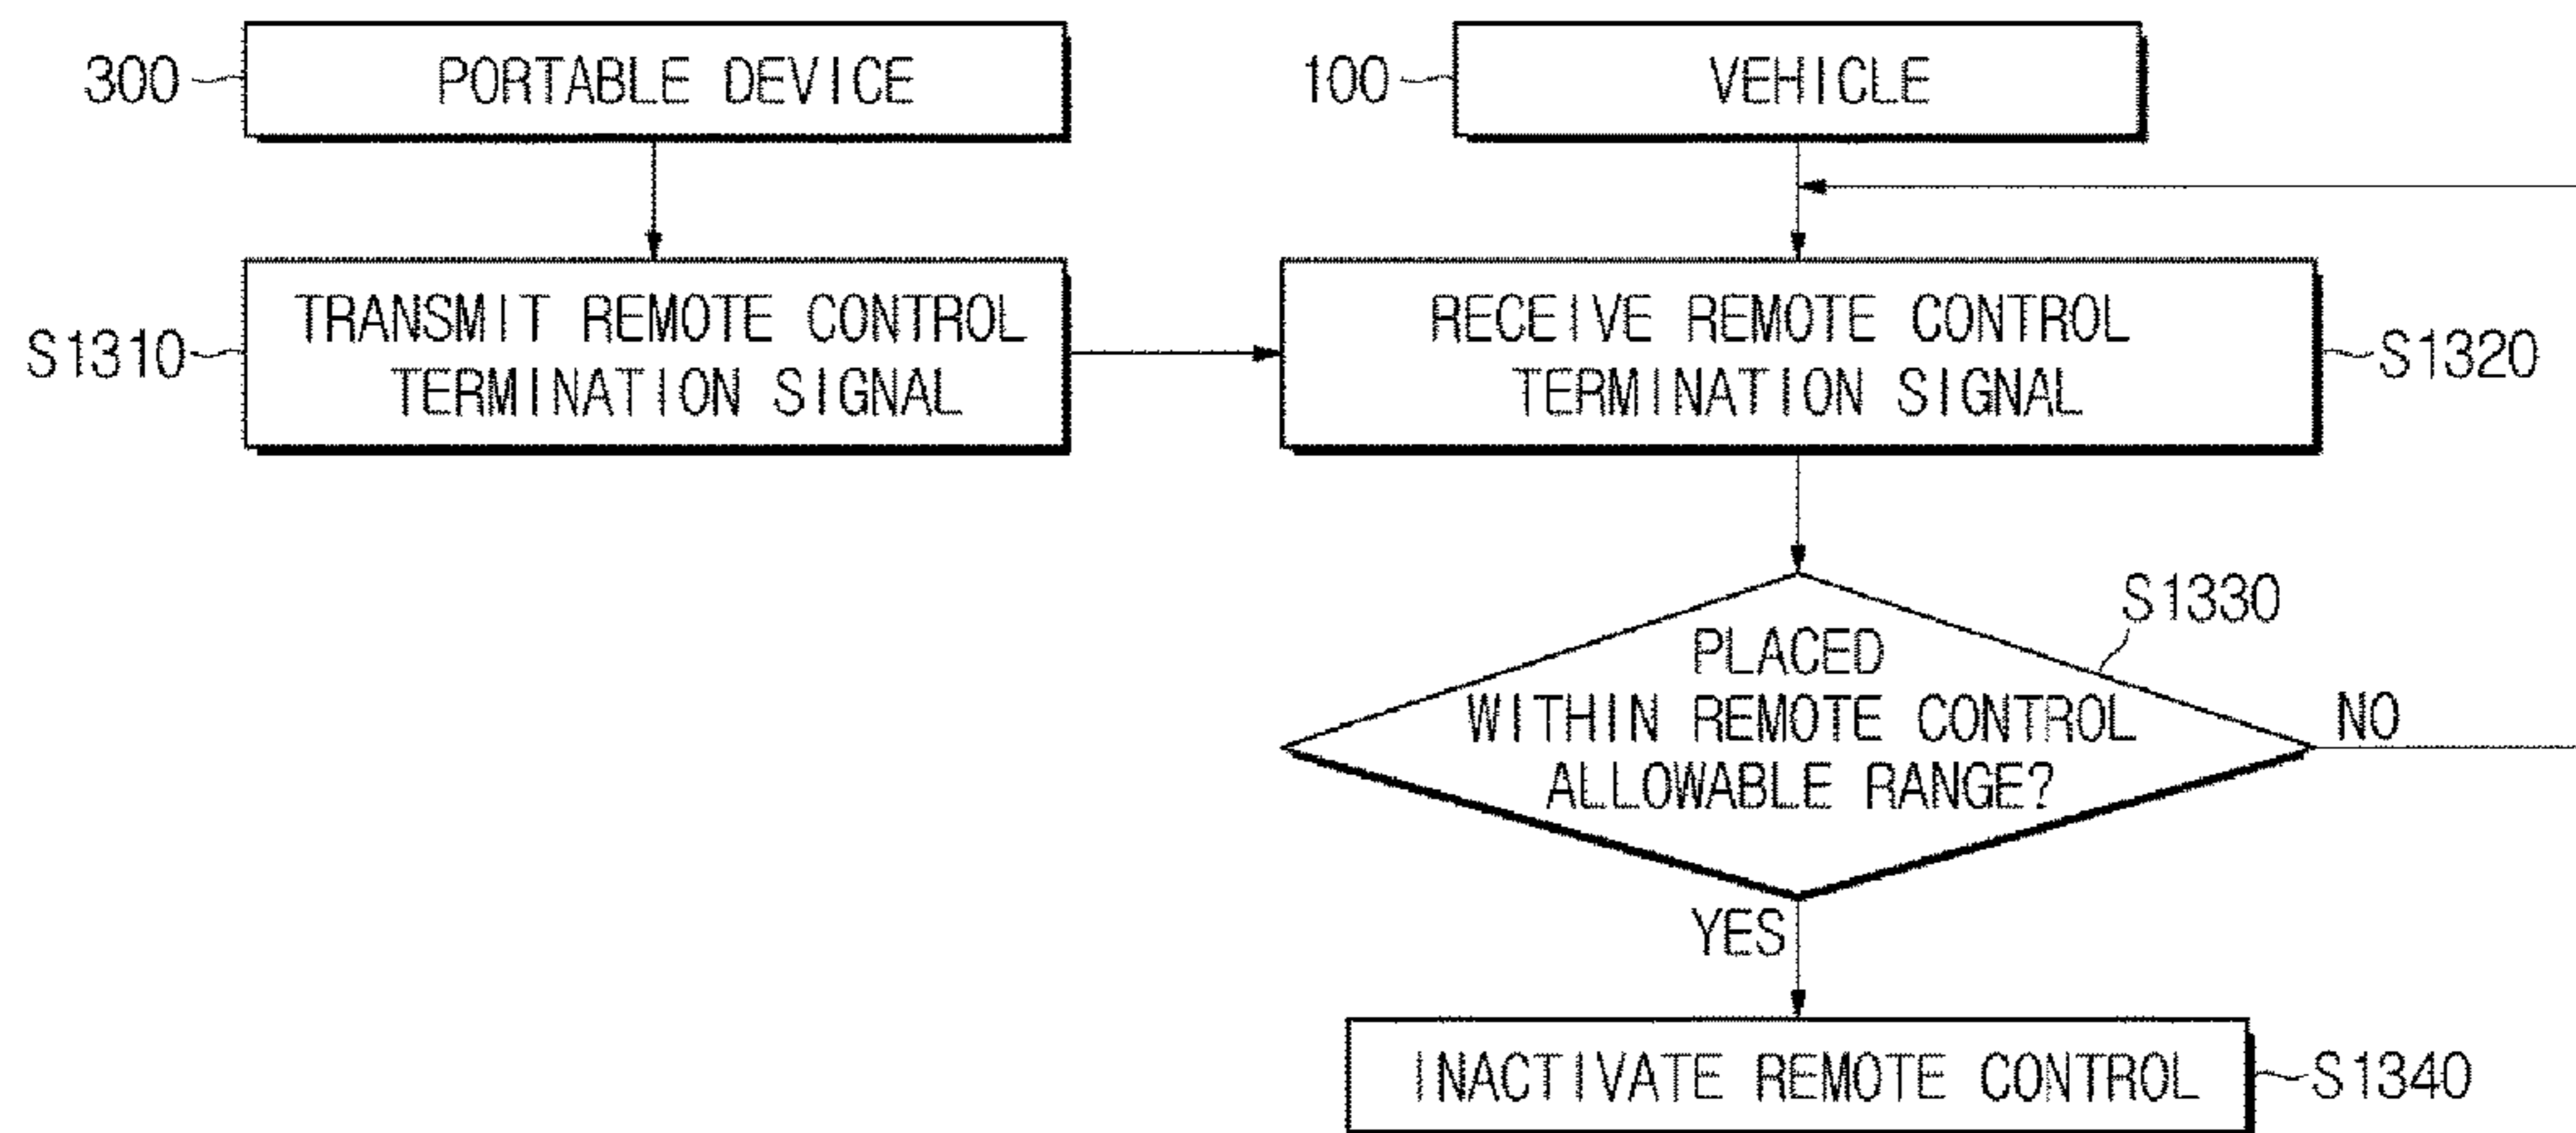 300
PORTABLE DEVICE
100
VEHICLE
S1310
TRANSMIT REMOTE CONTROL
TERMINATION SIGNAL
RECEIVE REMOTE CONTROL
TERMINATION SIGNAL
S1320
S1330
PLACED
WITHIN REMOTE CONTROL
ALLOWABLE RANGE?
NO
YES
INACTIVATE REMOTE CONTROL
S1340